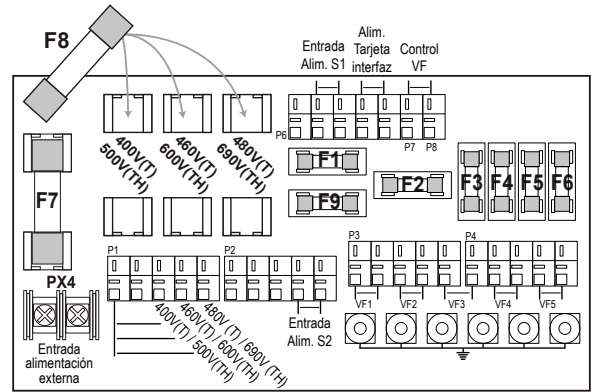 F8
Entrada
Alim. S1
Alim.
Tarjeta
interfaz
Control
VF
400V(T)
500V(TH)
460V(T)
600V(TH)
480V(T)
690V(TH)
P6
P7
P8
F7
F1
F9
F2
F3
F4
F5
F6
PX4
P1
P2
P3
P4
Entrada
alimentación
externa
400V(T) / 500V(TH)
460V(T) / 600V(TH)
480V (T) / 690V(TH)
Entrada
Alim. S2
VF1
VF2
VF3
VF4
VF5